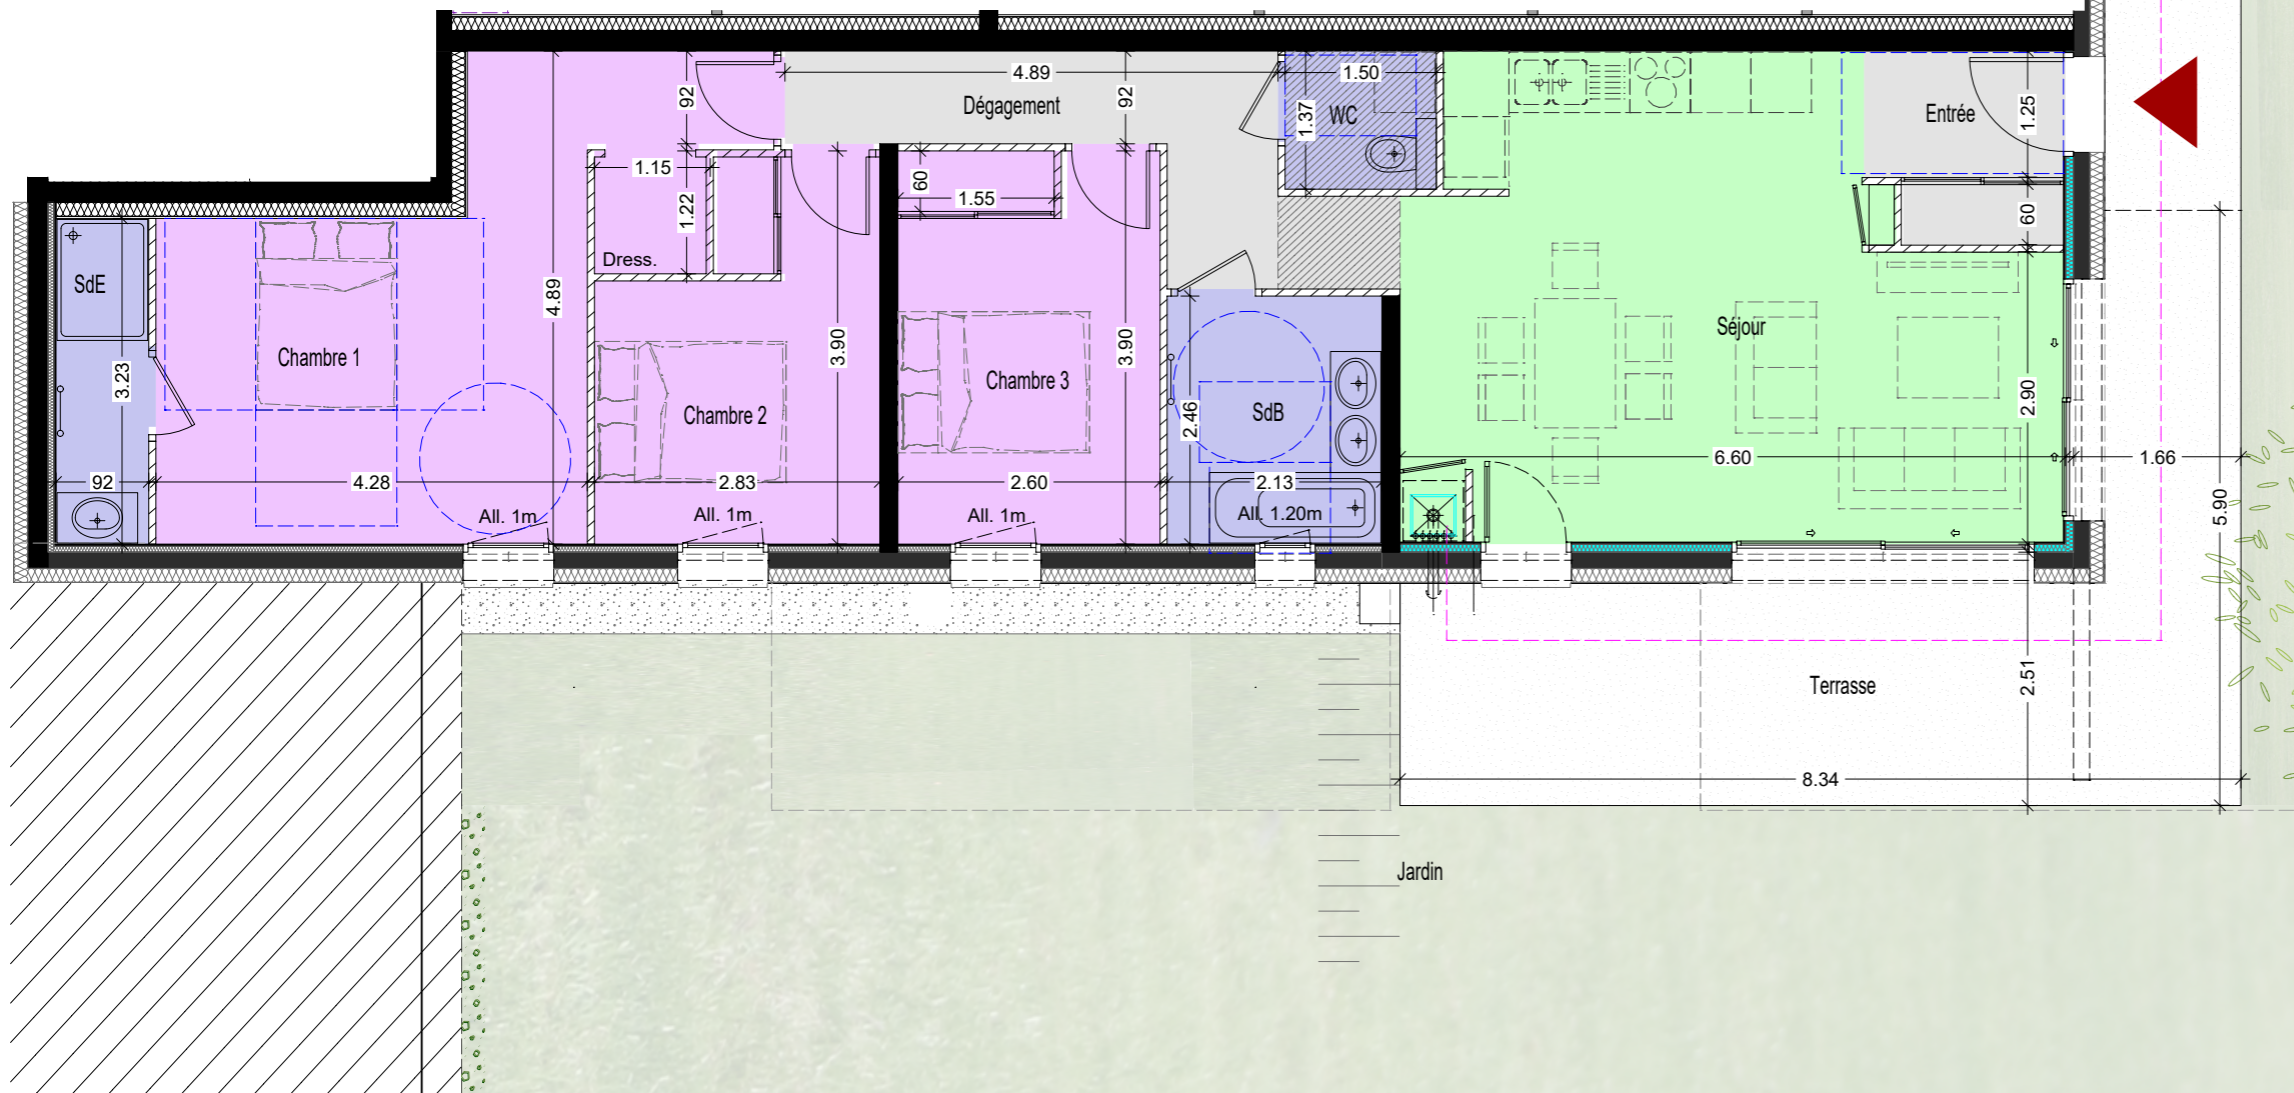 4.89
1.50
92
Dégagement
92
1.37
WC
Entrée
1.25
1.15
60
1.55
1.22
60
Dress.
SdE
4.89
Séjour
Chambre 1
3.23
3.90
Chambre 3
3.90
Chambre 2
SdB
2.46
2.90
6.60
1.66
92
4.28
2.83
2.60
2.13
5.90
All. 1m
All. 1m
All. 1m
All. 1.20m
2.51
Terrasse
8.34
Jardin